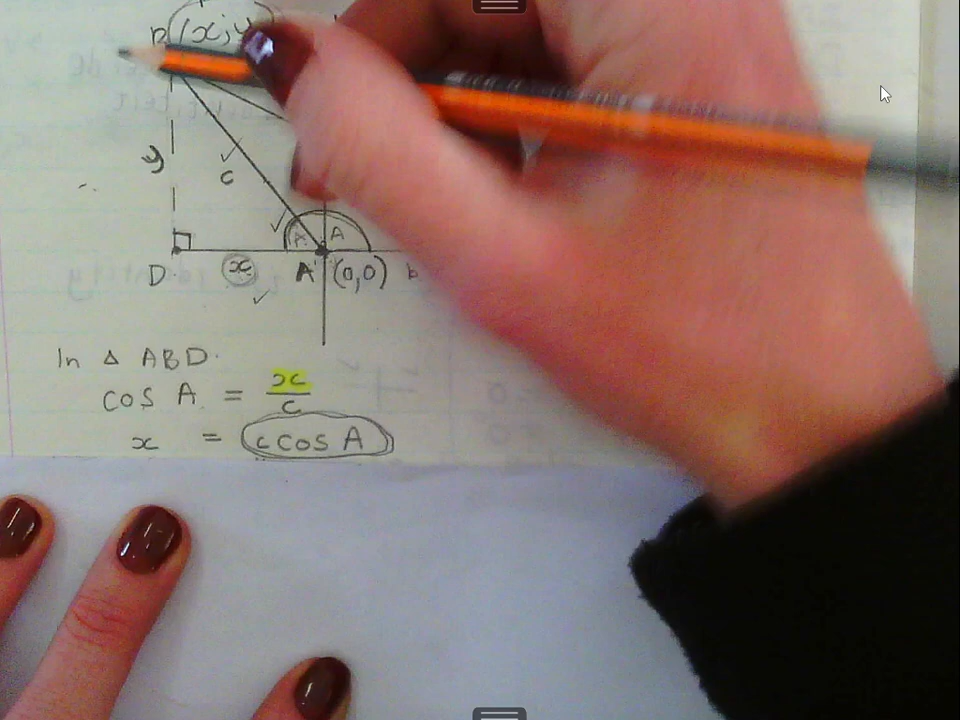 B(x;y
y
c
A A
D x A (0,0) b
In Δ ABD.
cos A = x/c
x = c cos A